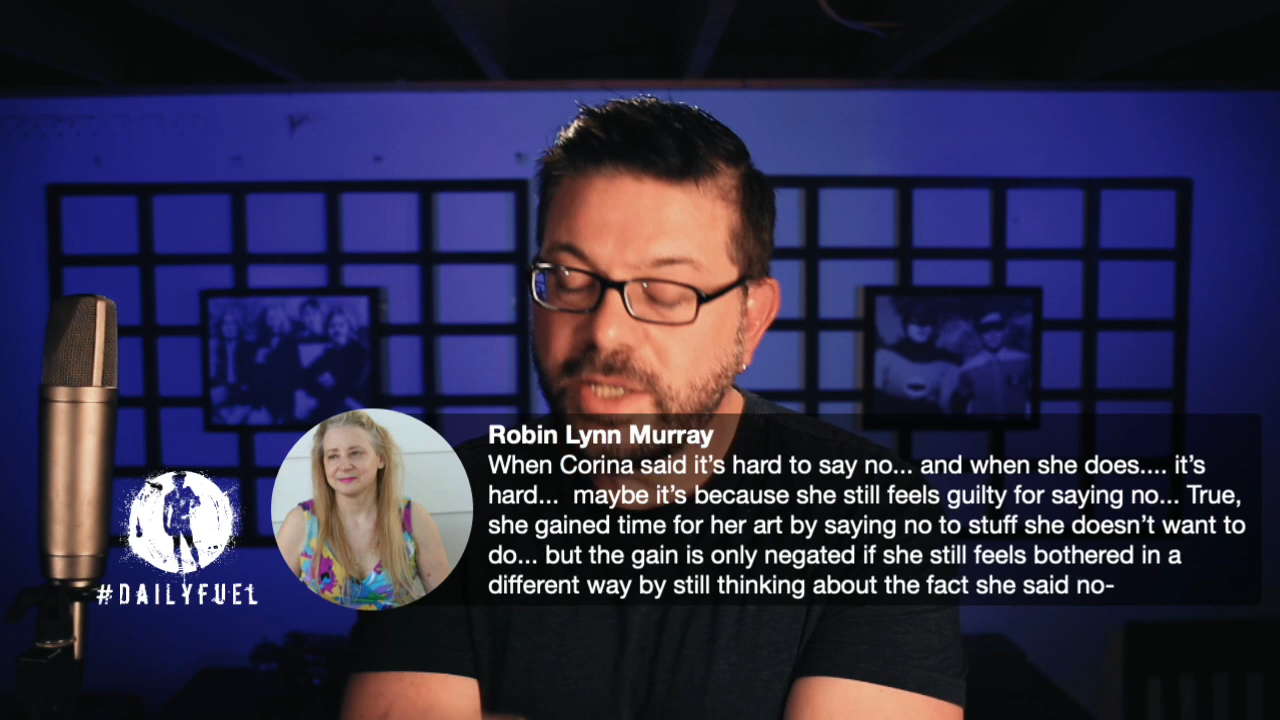 Robin Lynn Murray
When Corina said it’s hard to say no... and when she does.... it’s
hard...  maybe it’s because she still feels guilty for saying no... True,
she gained time for her art by saying no to stuff she doesn’t want to
do... but the gain is only negated if she still feels bothered in a
different way by still thinking about the fact she said no-
#DAILYFUEL